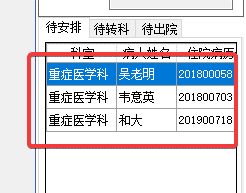 待安排 待转科 待出院
科室 病人姓名 住院病历
重症医学科 吴老明 201800058
重症医学科 韦意英 201800703
重症医学科 和大 201900718